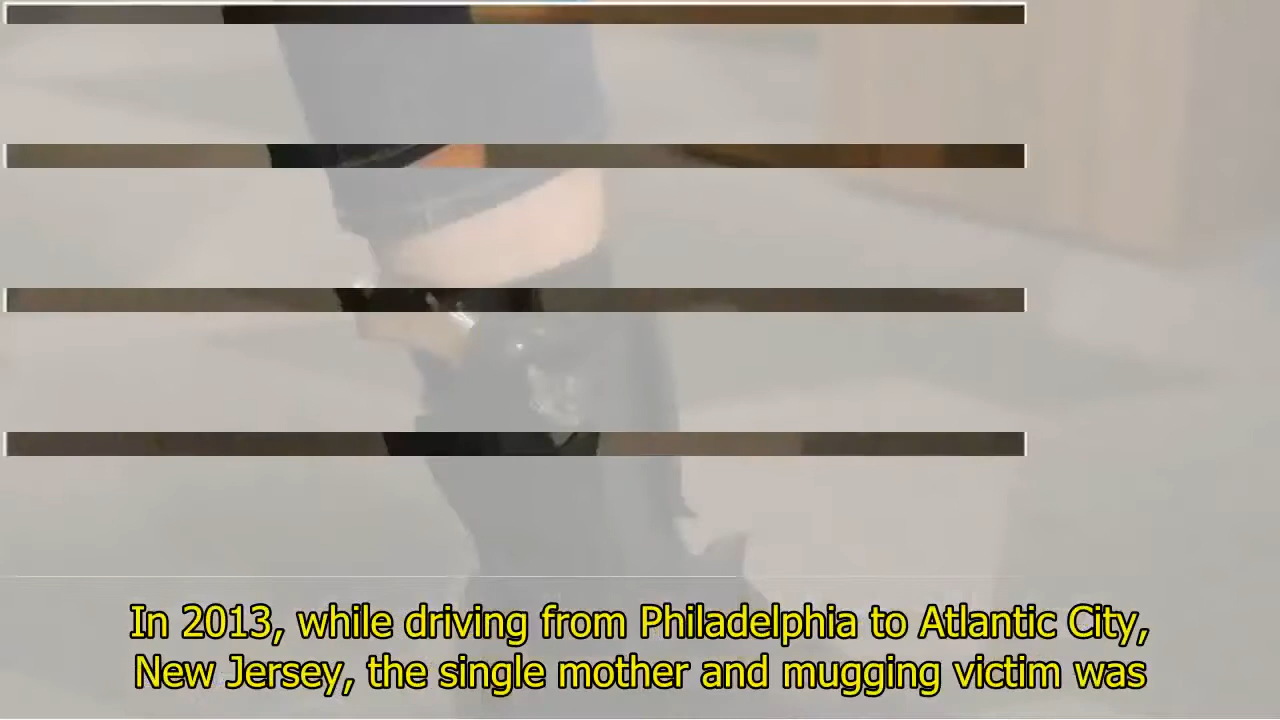 In 2013, while driving from Philadelphia to Atlantic City,
New Jersey, the single mother and mugging victim was